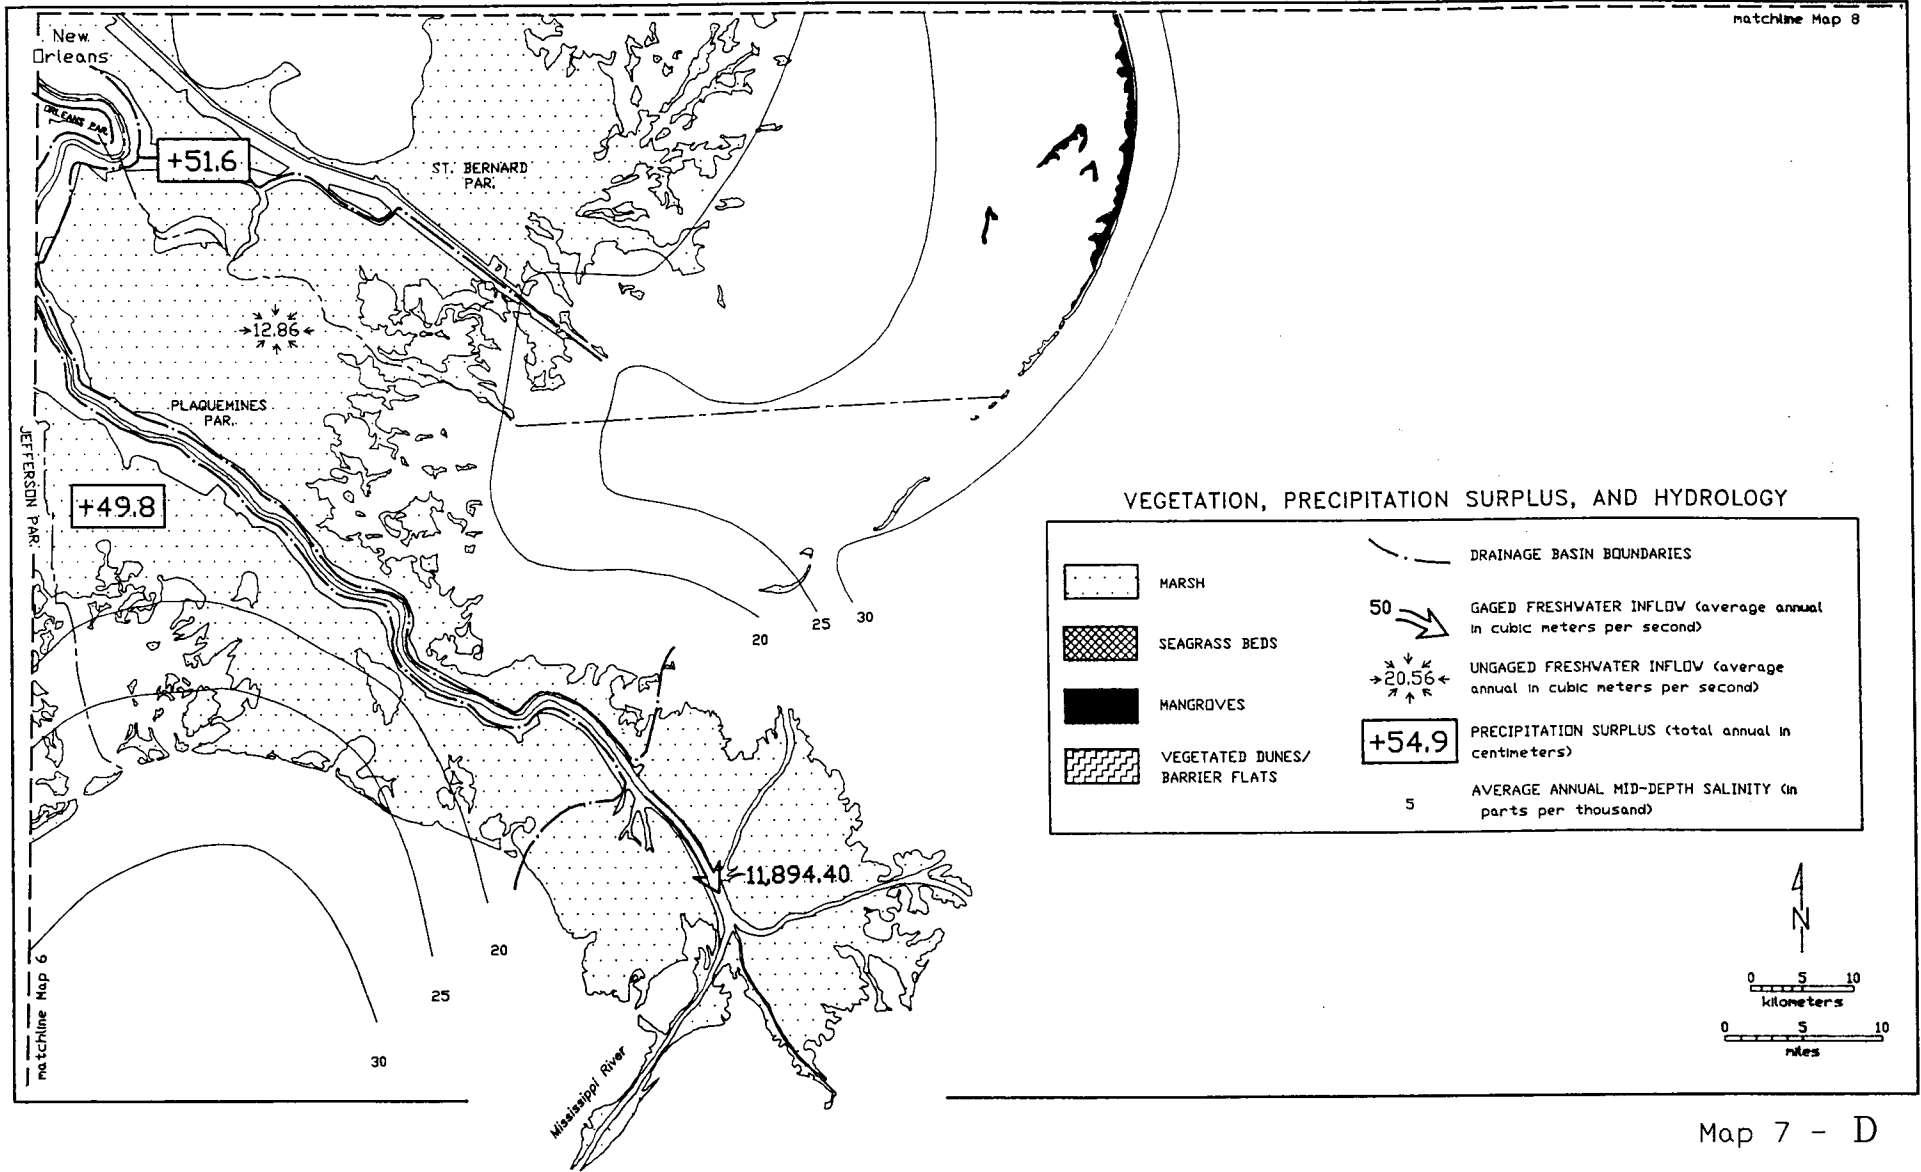 matchline Map 8
New
Orleans
ORLEANS PAR.
+51.6
ST. BERNARD
PAR.
12.86
PLAQUEMINES
PAR.
JEFFERSON PAR.
+49.8
20
25
30
11,894.40
20
25
30
matchline Map 6
Mississippi River
VEGETATION, PRECIPITATION SURPLUS, AND HYDROLOGY
MARSH
SEAGRASS BEDS
MANGROVES
VEGETATED DUNES/
BARRIER FLATS
DRAINAGE BASIN BOUNDARIES
50
GAGED FRESHWATER INFLOW (average annual
in cubic meters per second)
20.56
UNGAGED FRESHWATER INFLOW (average
annual in cubic meters per second)
+54.9
PRECIPITATION SURPLUS (total annual in
centimeters)
5
AVERAGE ANNUAL MID-DEPTH SALINITY (in
parts per thousand)
N
0 5 10
kilometers
0 5 10
miles
Map 7 - D